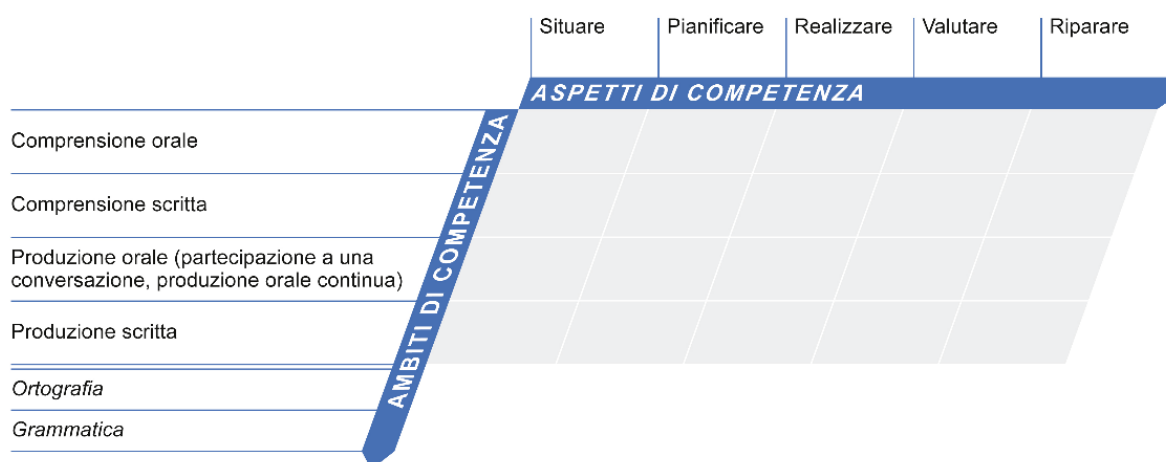 Situare
Pianificare
Realizzare
Valutare
Riparare
ASPETTI DI COMPETENZA
AMBITI DI COMPETENZA
Comprensione orale
Comprensione scritta
Produzione orale (partecipazione a una
conversazione, produzione orale continua)
Produzione scritta
Ortografia
Grammatica